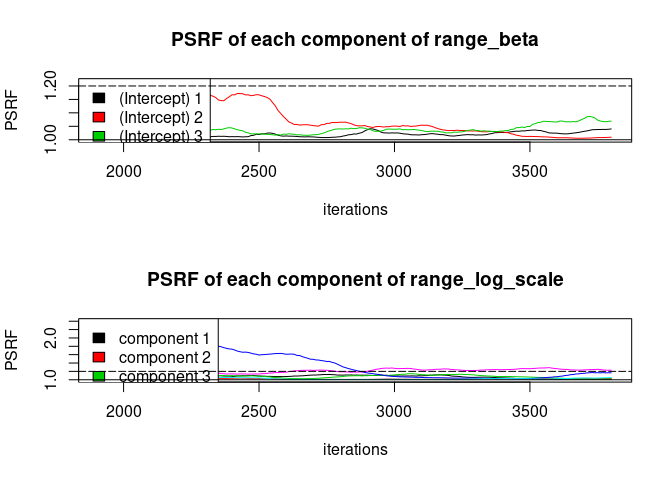 PSRF of each component of range_beta
PSRF
1.20
1.00
(Intercept) 1
(Intercept) 2
(Intercept) 3
2000 2500 3000 3500
iterations
PSRF of each component of range_log_scale
PSRF
2.0
1.0
component 1
component 2
component 3
2000 2500 3000 3500
iterations